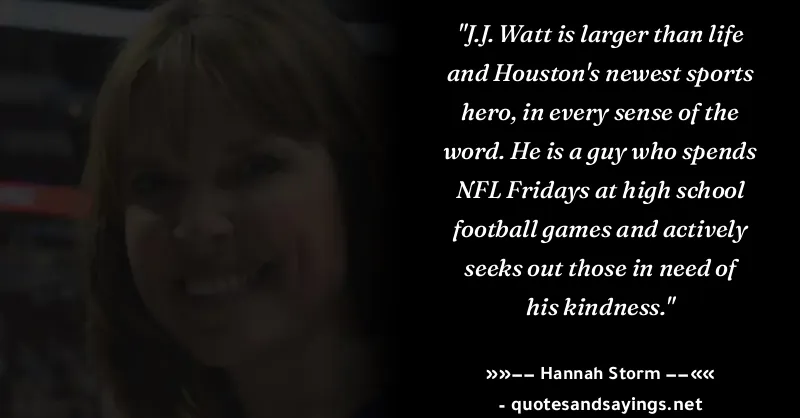 "J.J. Watt is larger than life
and Houston's newest sports
hero, in every sense of the
word. He is a guy who spends
NFL Fridays at high school
football games and actively
seeks out those in need of
his kindness."
»»−− Hannah Storm −−««
- quotesandsayings.net